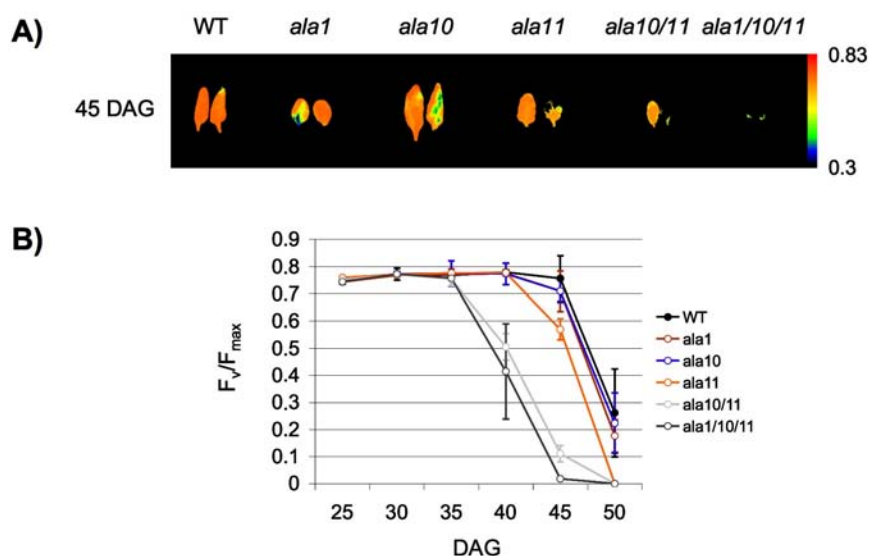 A)
WT ala1 ala10 ala11 ala10/11 ala1/10/11
45 DAG
0.83
0.3
B)
0.9
0.8
0.7
0.6
0.5
0.4
0.3
0.2
0.1
0
Fv/Fmax
25 30 35 40 45 50
DAG
WT
ala1
ala10
ala11
ala10/11
ala1/10/11